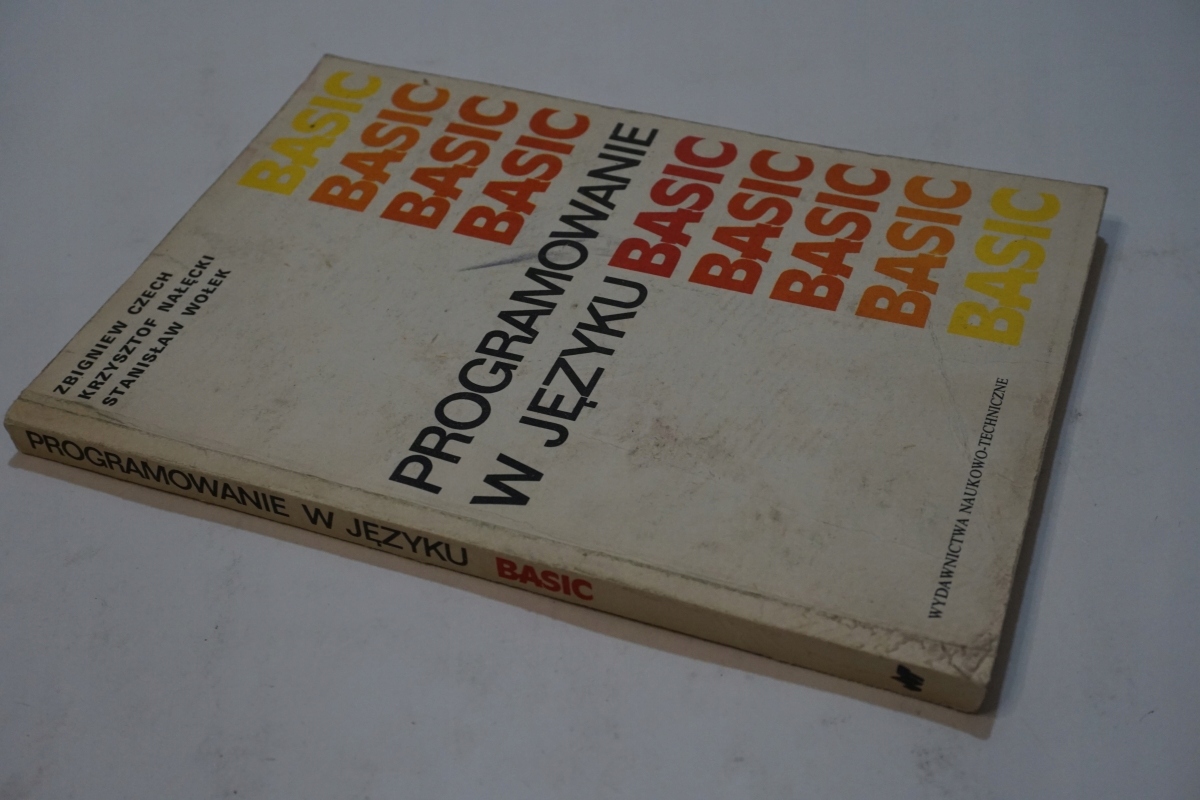 ZBIGNIEW CZECH
KRZYSZTOF NAŁĘCKI
STANISŁAW WOŁEK
BASIC
BASIC
BASIC
BASIC
PROGRAMOWANIE
W JĘZYKU BASIC
BASIC
BASIC
BASIC
BASIC
WYDAWNICTWA NAUKOWO-TECHNICZNE
PROGRAMOWANIE W JĘZYKU BASIC